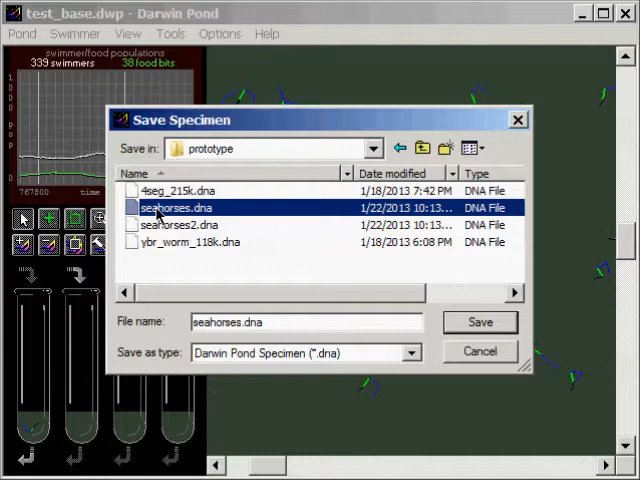 test_base.dwp - Darwin Pond
Pond Swimmer View Tools Options Help
swimmer/food populations
339 swimmers 38 food bits
767800 time
Save Specimen
Save in: prototype
Name Date modified Type
4seg_215k.dna 1/18/2013 7:42 PM DNA File
seahorses.dna 1/22/2013 10:13... DNA File
seahorses2.dna 1/22/2013 10:13... DNA File
ybr_worm_118k.dna 1/18/2013 6:08 PM DNA File
File name: seahorses.dna Save
Save as type: Darwin Pond Specimen (*.dna) Cancel